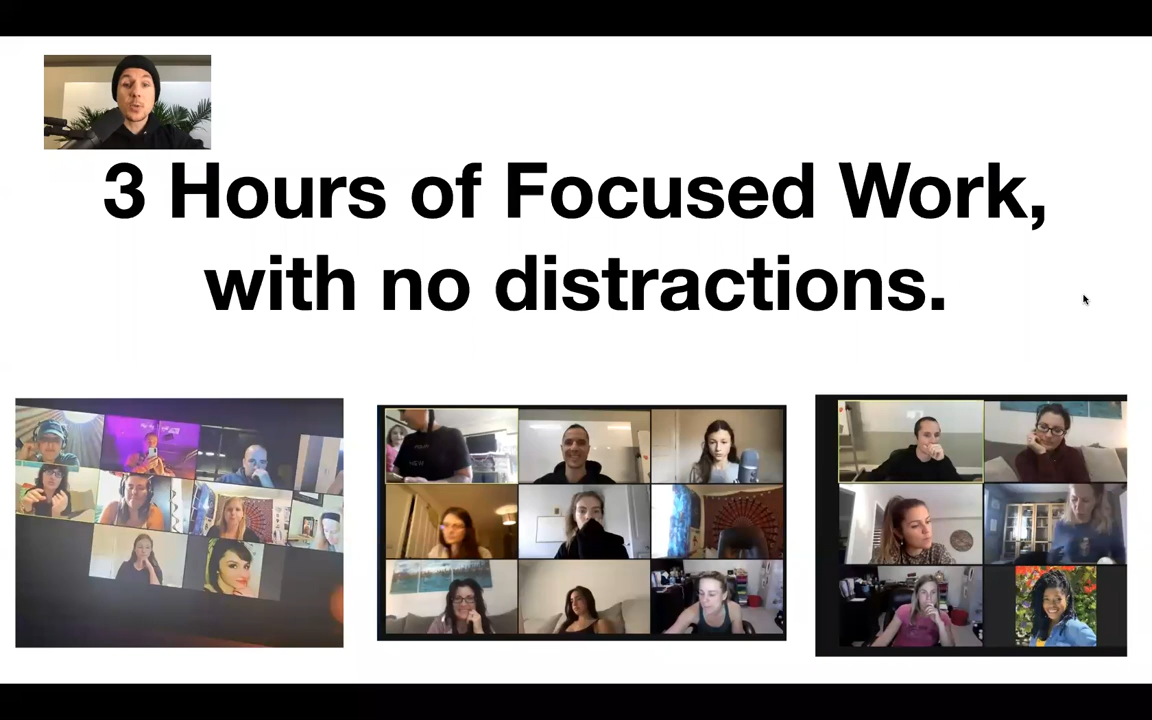 3 Hours of Focused Work,
with no distractions.